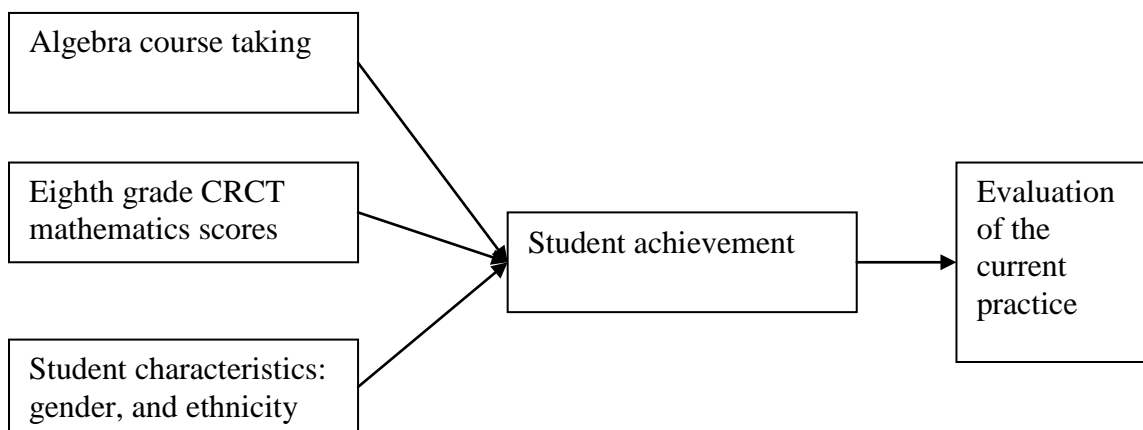 Algebra course taking
Eighth grade CRCT
mathematics scores
Student characteristics:
gender, and ethnicity
Student achievement
Evaluation
of the
current
practice